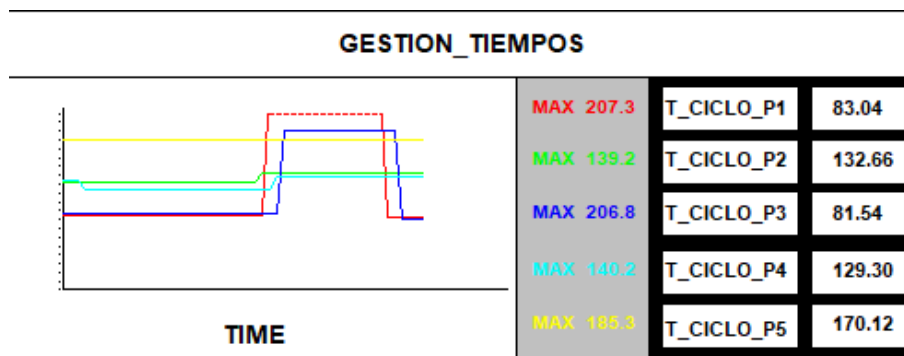 GESTION_TIEMPOS
MAX 207.3 T_CICLO_P1 83.04
MAX 139.2 T_CICLO_P2 132.66
MAX 206.8 T_CICLO_P3 81.54
MAX 140.2 T_CICLO_P4 129.30
MAX 185.3 T_CICLO_P5 170.12
TIME